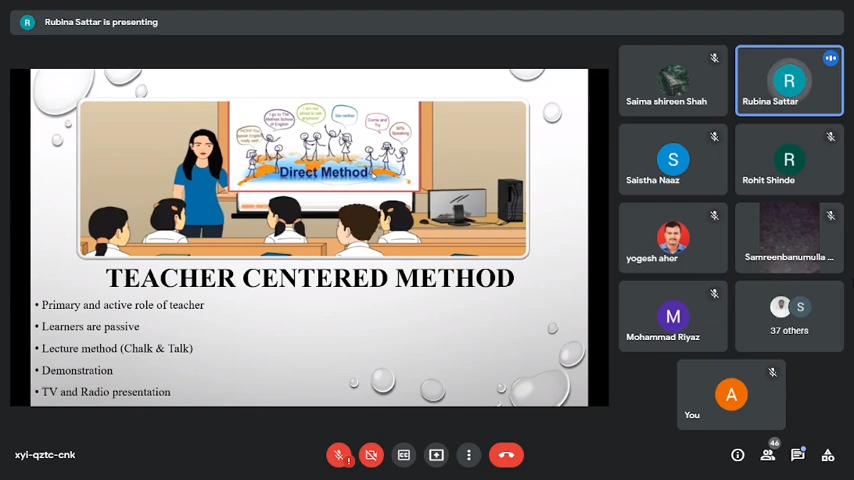 R
Rubina Sattar is presenting
Direct Method
TEACHER CENTERED METHOD
• Primary and active role of teacher
• Learners are passive
• Lecture method (Chalk & Talk)
• Demonstration
• TV and Radio presentation
Saima shireen Shah
R
Rubina Sattar
S
Saistha Naaz
R
Rohit Shinde
yogesh aher
Samreenbanumulla ...
M
Mohammad Riyaz
S
37 others
A
You
xyi-qztc-cnk
46